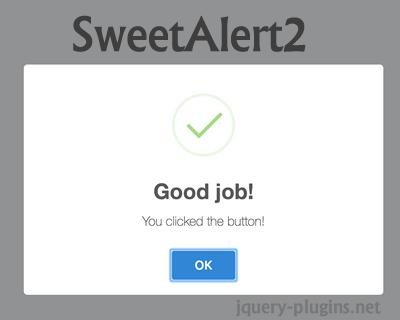 SweetAlert2
Good job!
You clicked the button!
OK
jquery-plugins.net